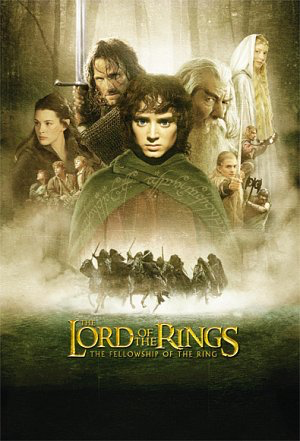 THE
LORD OF THE RINGS
THE FELLOWSHIP OF THE RING